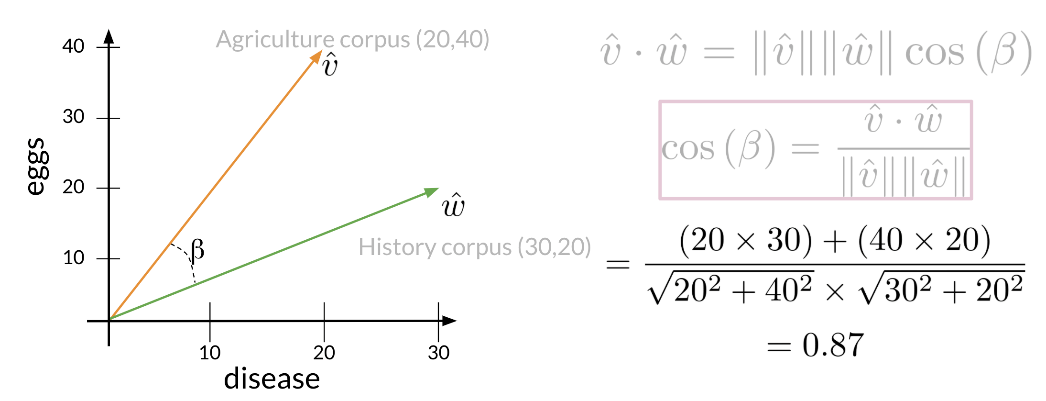 Agriculture corpus (20,40)
40
v̂
30
eggs
20
ŵ
β
History corpus (30,20)
10
10 20 30
disease
v̂ · ŵ = ‖v̂‖‖ŵ‖ cos (β)
cos (β) = v̂ · ŵ / ‖v̂‖‖ŵ‖
= (20 × 30) + (40 × 20) / √20² + 40² × √30² + 20²
= 0.87